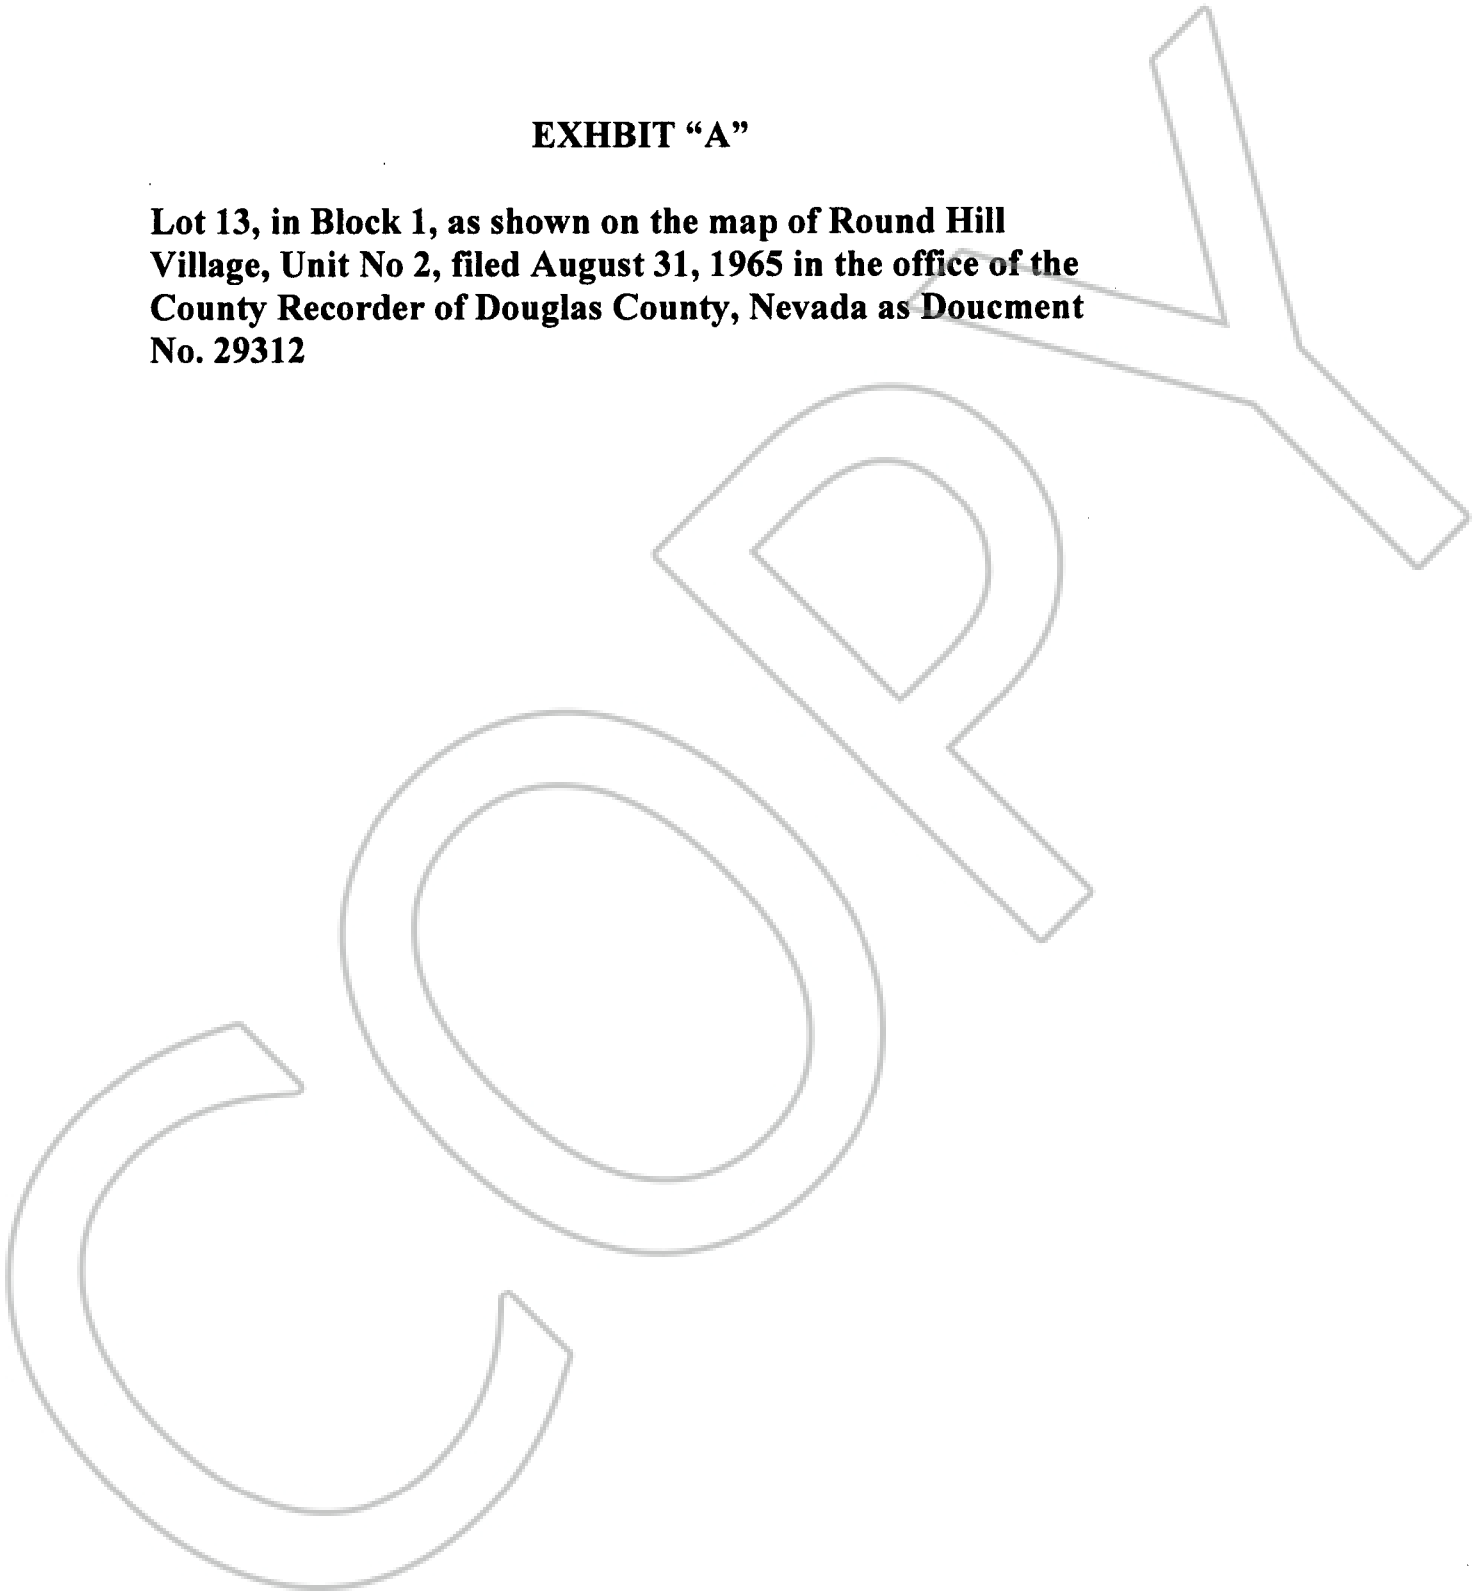 EXHBIT “A”
Lot 13, in Block 1, as shown on the map of Round Hill
Village, Unit No 2, filed August 31, 1965 in the office of the
County Recorder of Douglas County, Nevada as Doucment
No. 29312
COPY